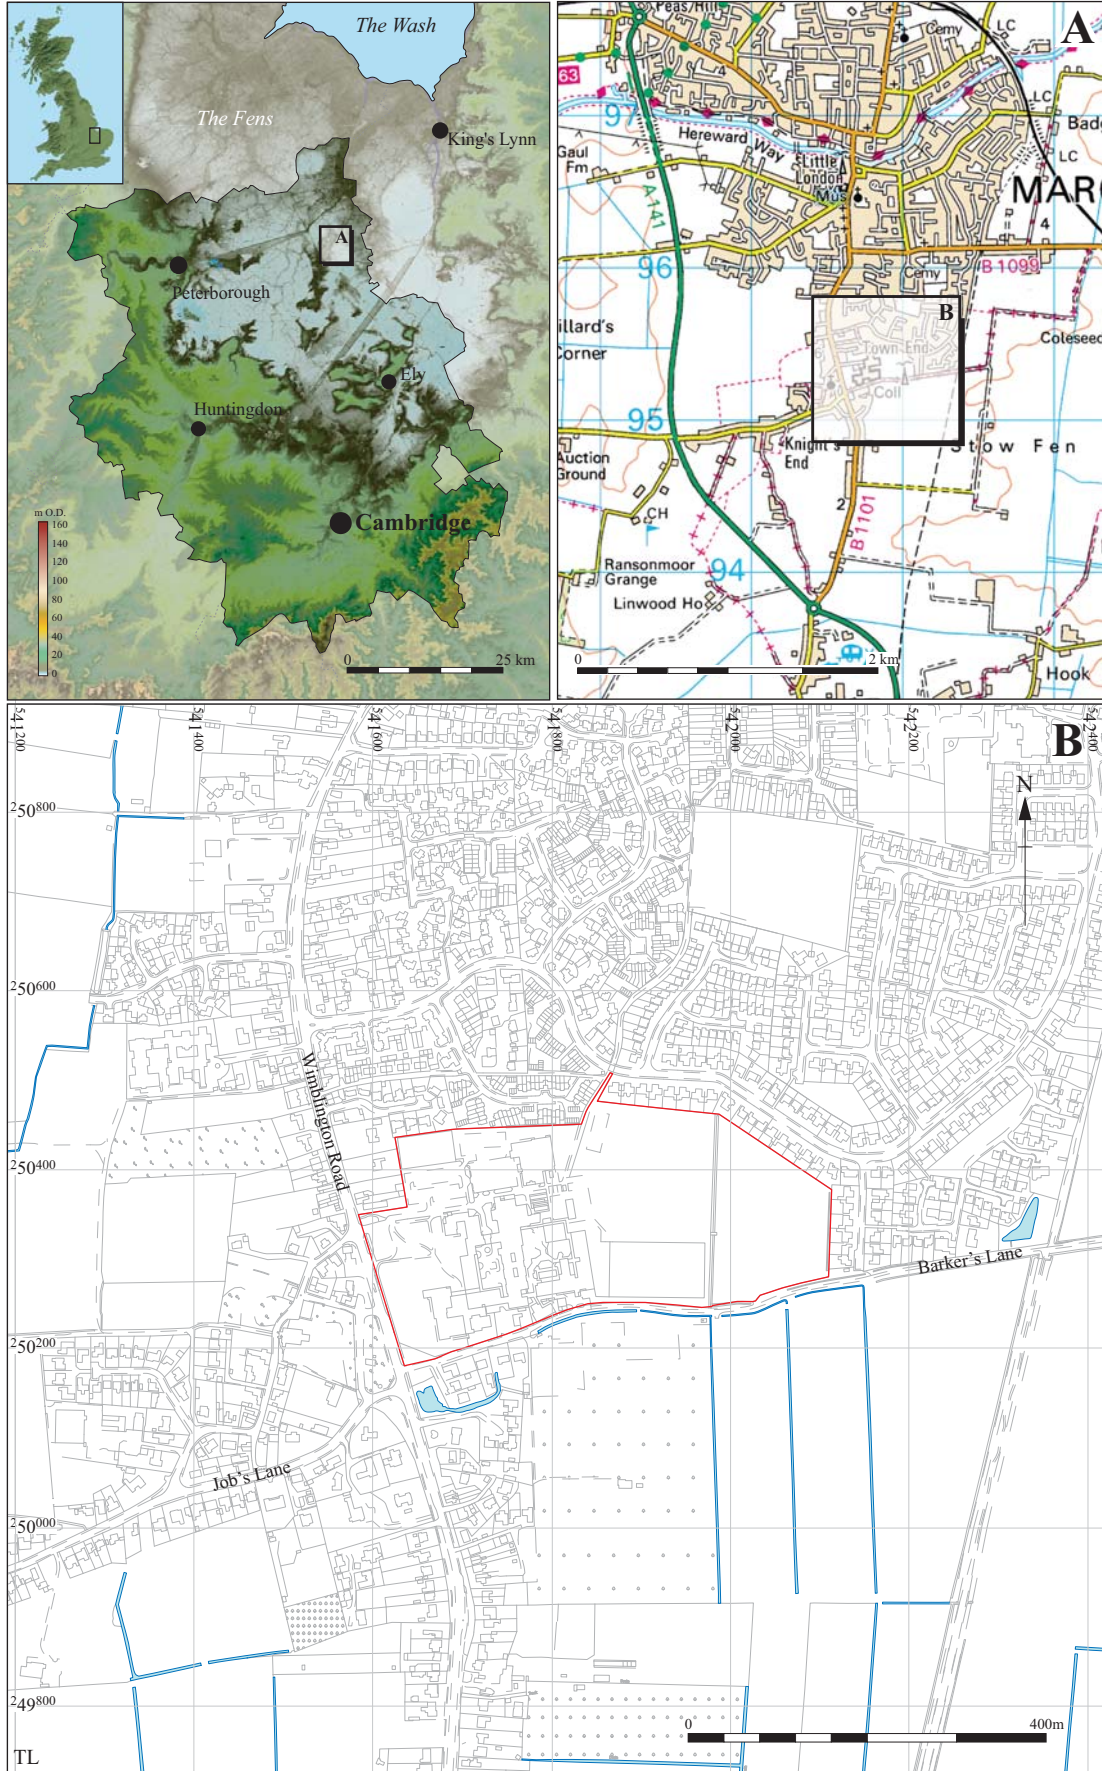 The Wash
The Fens
King's Lynn
A
Peterborough
Ely
Huntingdon
Cambridge
m O.D.
160
140
120
100
80
60
40
20
0
0
25 km
A
Peas Hill
Cemy
LC
63
4
97
LC
Hereward Way
Badg
Gaul
Fm
Little
London
LC
Mus
MARC
A 141
4
96
B 1099
Cemy
B
illard's
Corner
Town End
Coleseed
Coll
95
Knight's
End
Stow Fen
Auction
Ground
CH
2
B1101
Ransonmoor
Grange
94
Linwood Ho
0
2 km
Hook
541200
541400
541600
541800
542000
542200
542400
B
N
250800
250600
Wimblington Road
250400
Barker's Lane
250200
Job's Lane
250000
249800
0
400m
TL